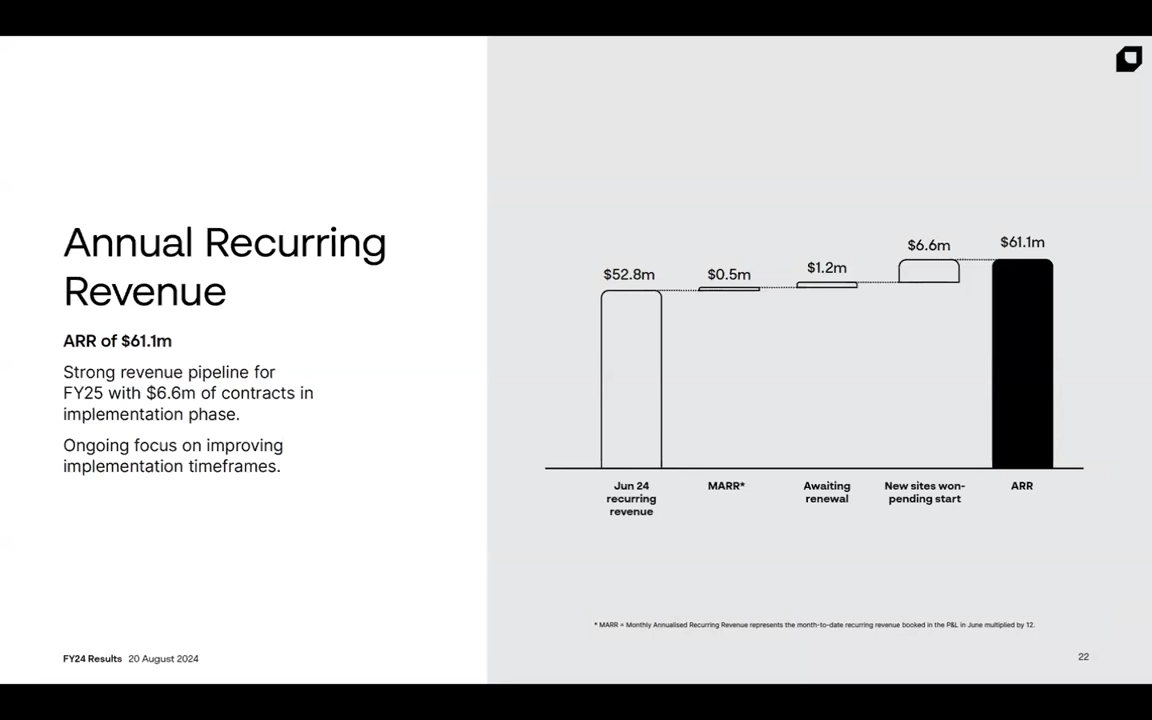 Annual Recurring
Revenue
ARR of $61.1m
Strong revenue pipeline for
FY25 with $6.6m of contracts in
implementation phase.
Ongoing focus on improving
implementation timeframes.
$52.8m
$0.5m
$1.2m
$6.6m
$61.1m
Jun 24
recurring
revenue
MARR*
Awaiting
renewal
New sites won-
pending start
ARR
* MARR = Monthly Annualised Recurring Revenue represents the month-to-date recurring revenue booked in the P&L in June multiplied by 12.
FY24 Results 20 August 2024
22